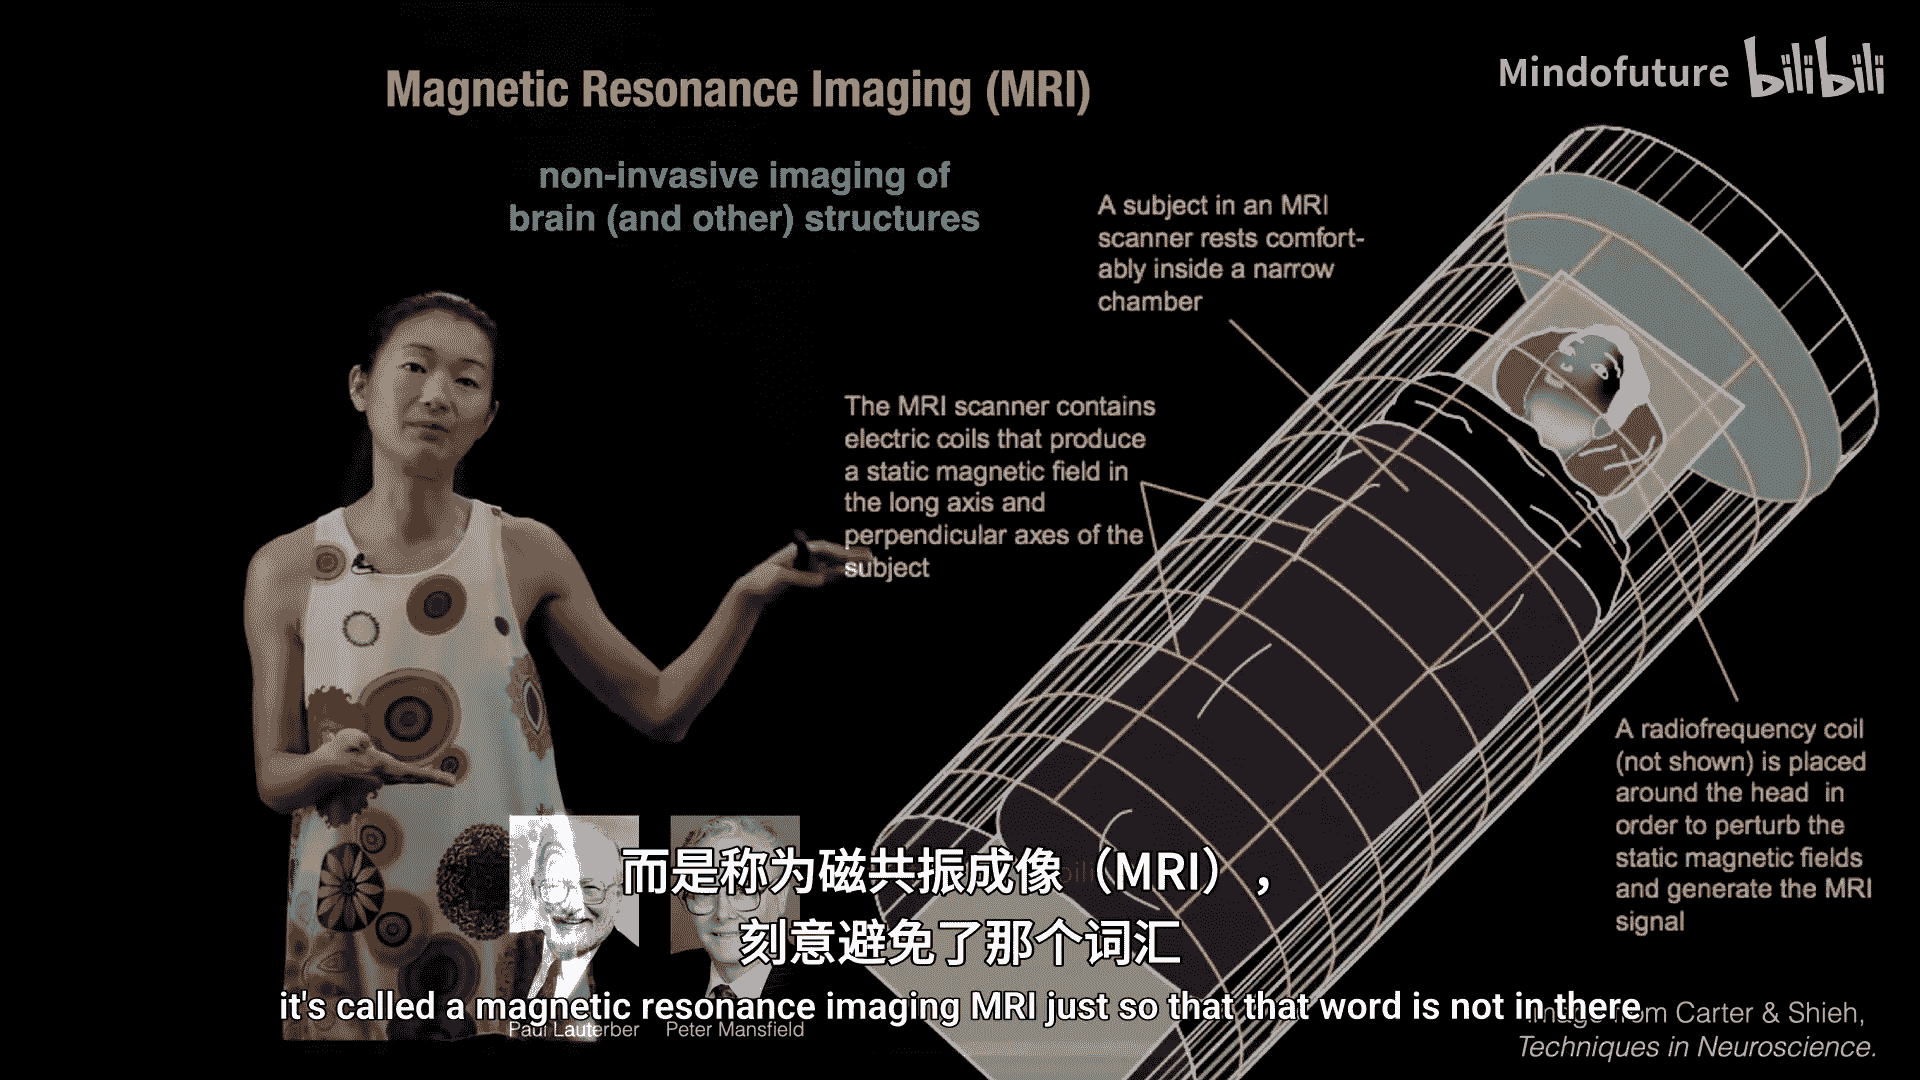 Magnetic Resonance Imaging (MRI)
Mindofuture bilibili
non-invasive imaging of
brain (and other) structures
A subject in an MRI
scanner rests comfort-
ably inside a narrow
chamber
The MRI scanner contains
electric coils that produce
a static magnetic field in
the long axis and
perpendicular axes of the
subject
A radiofrequency coil
(not shown) is placed
around the head in
order to perturb the
static magnetic fields
and generate the MRI
signal
而是称为磁共振成像（MRI），
刻意避免了那个词汇
it's called a magnetic resonance imaging MRI just so that that word is not in there
Paul Lauterber Peter Mansfield
Image from Carter & Shieh,
Techniques in Neuroscience.